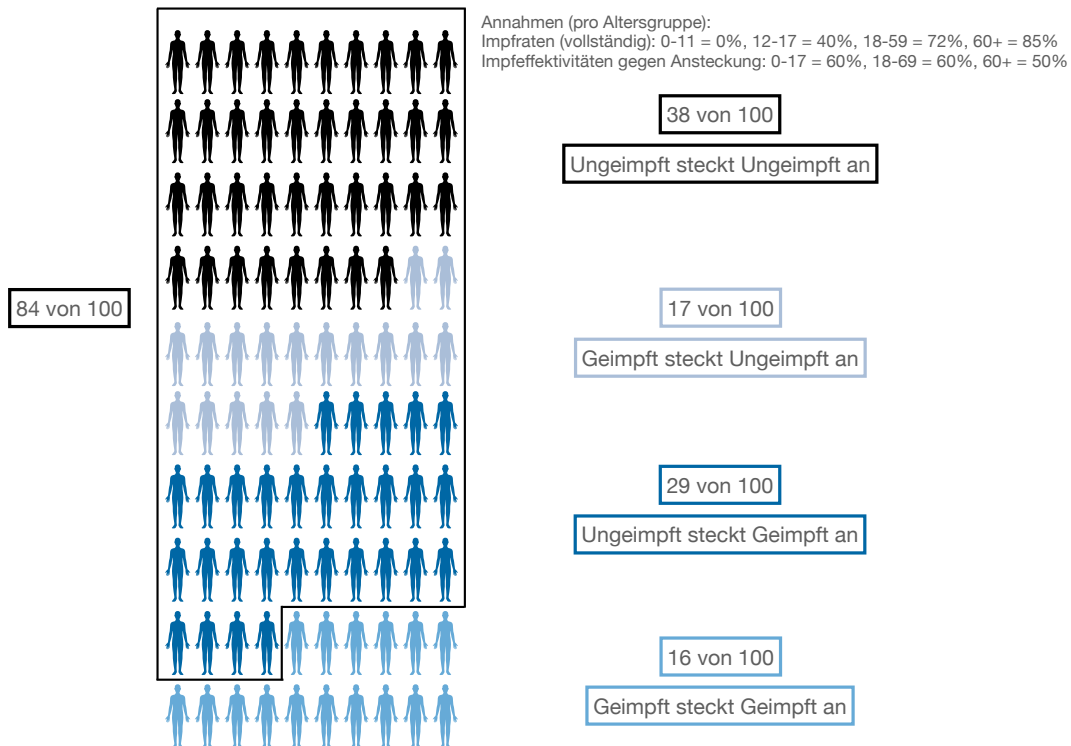 Annahmen (pro Altersgruppe):
Impfraten (vollständig): 0-11 = 0%, 12-17 = 40%, 18-59 = 72%, 60+ = 85%
Impfeffektivitäten gegen Ansteckung: 0-17 = 60%, 18-69 = 60%, 60+ = 50%
38 von 100
Ungeimpft steckt Ungeimpft an
84 von 100
17 von 100
Geimpft steckt Ungeimpft an
29 von 100
Ungeimpft steckt Geimpft an
16 von 100
Geimpft steckt Geimpft an